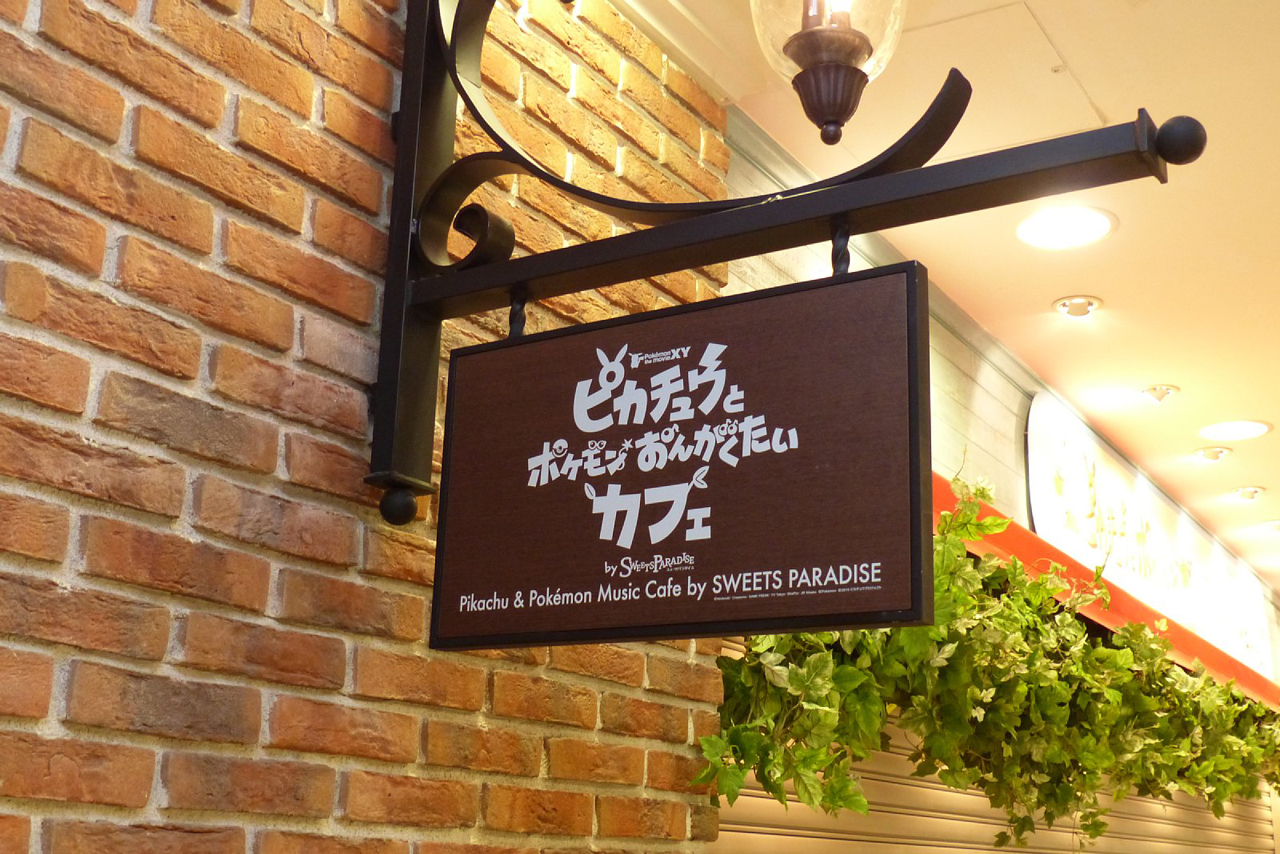 Pokémon
the movie XY
ピカチュウと
ポケモンおんがくたい
カフェ
by SWEETS PARADISE
Pikachu & Pokémon Music Cafe by SWEETS PARADISE